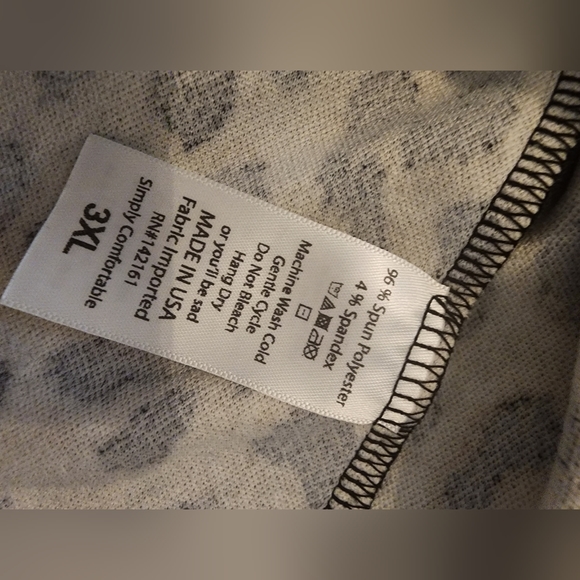 96 % Spun Polyester
4 % Spandex
Machine Wash Cold
Gentle Cycle
Do Not Bleach
Hang Dry
or you'll be sad
MADE IN USA
Fabric Imported
RN#142161
Simply Comfortable
3XL